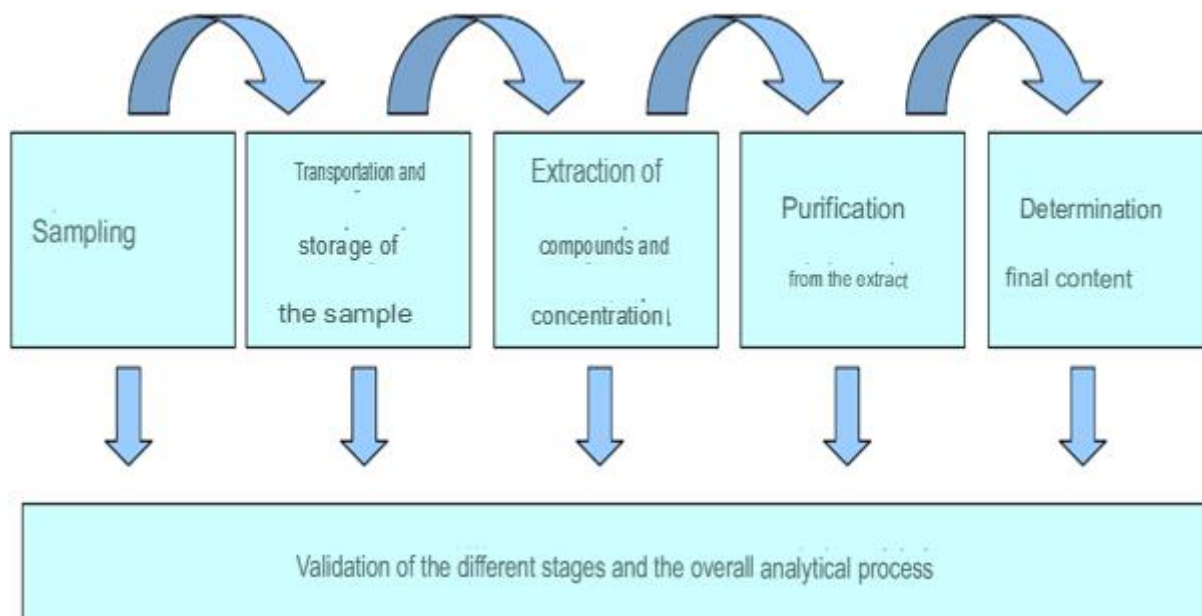 Sampling
Transportation and
storage of
the sample
Extraction of
compounds and
concentration
Purification
from the extract
Determination
final content
Validation of the different stages and the overall analytical process